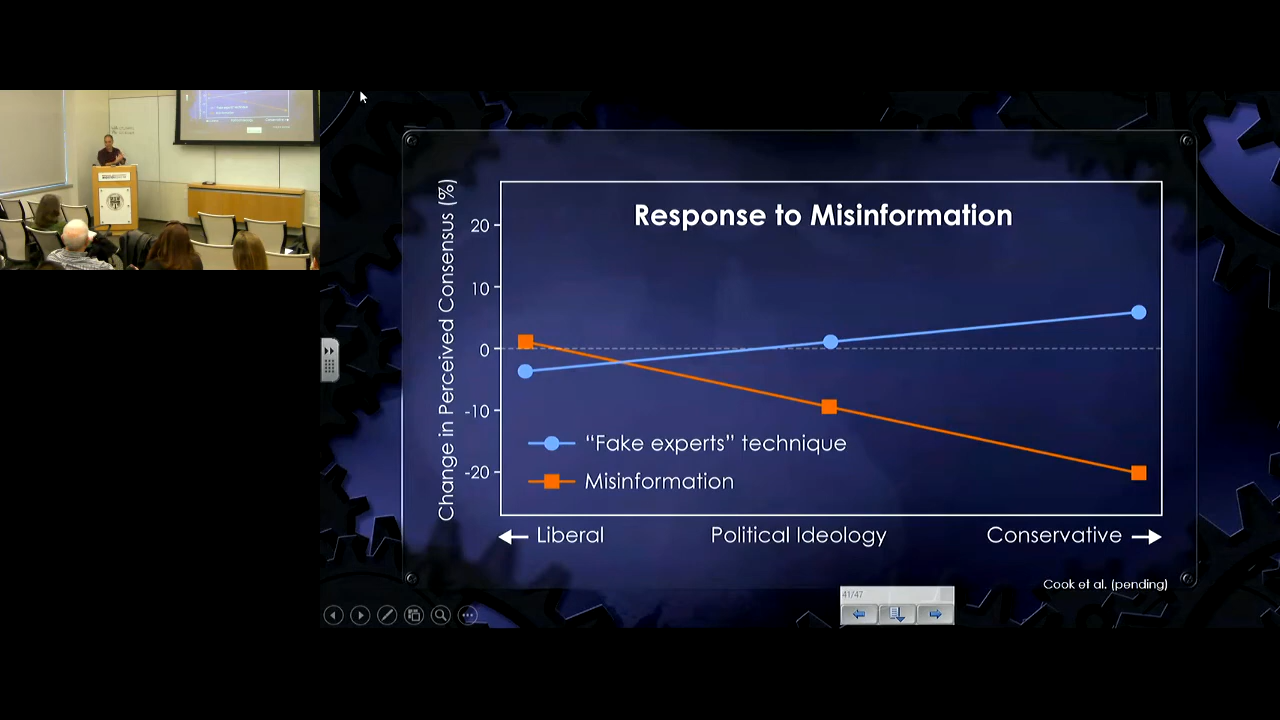 Response to Misinformation
Change in Perceived Consensus (%)
20
10
0
-10
-20
“Fake experts” technique
Misinformation
Liberal
Political Ideology
Conservative
Cook et al. (pending)
41/47